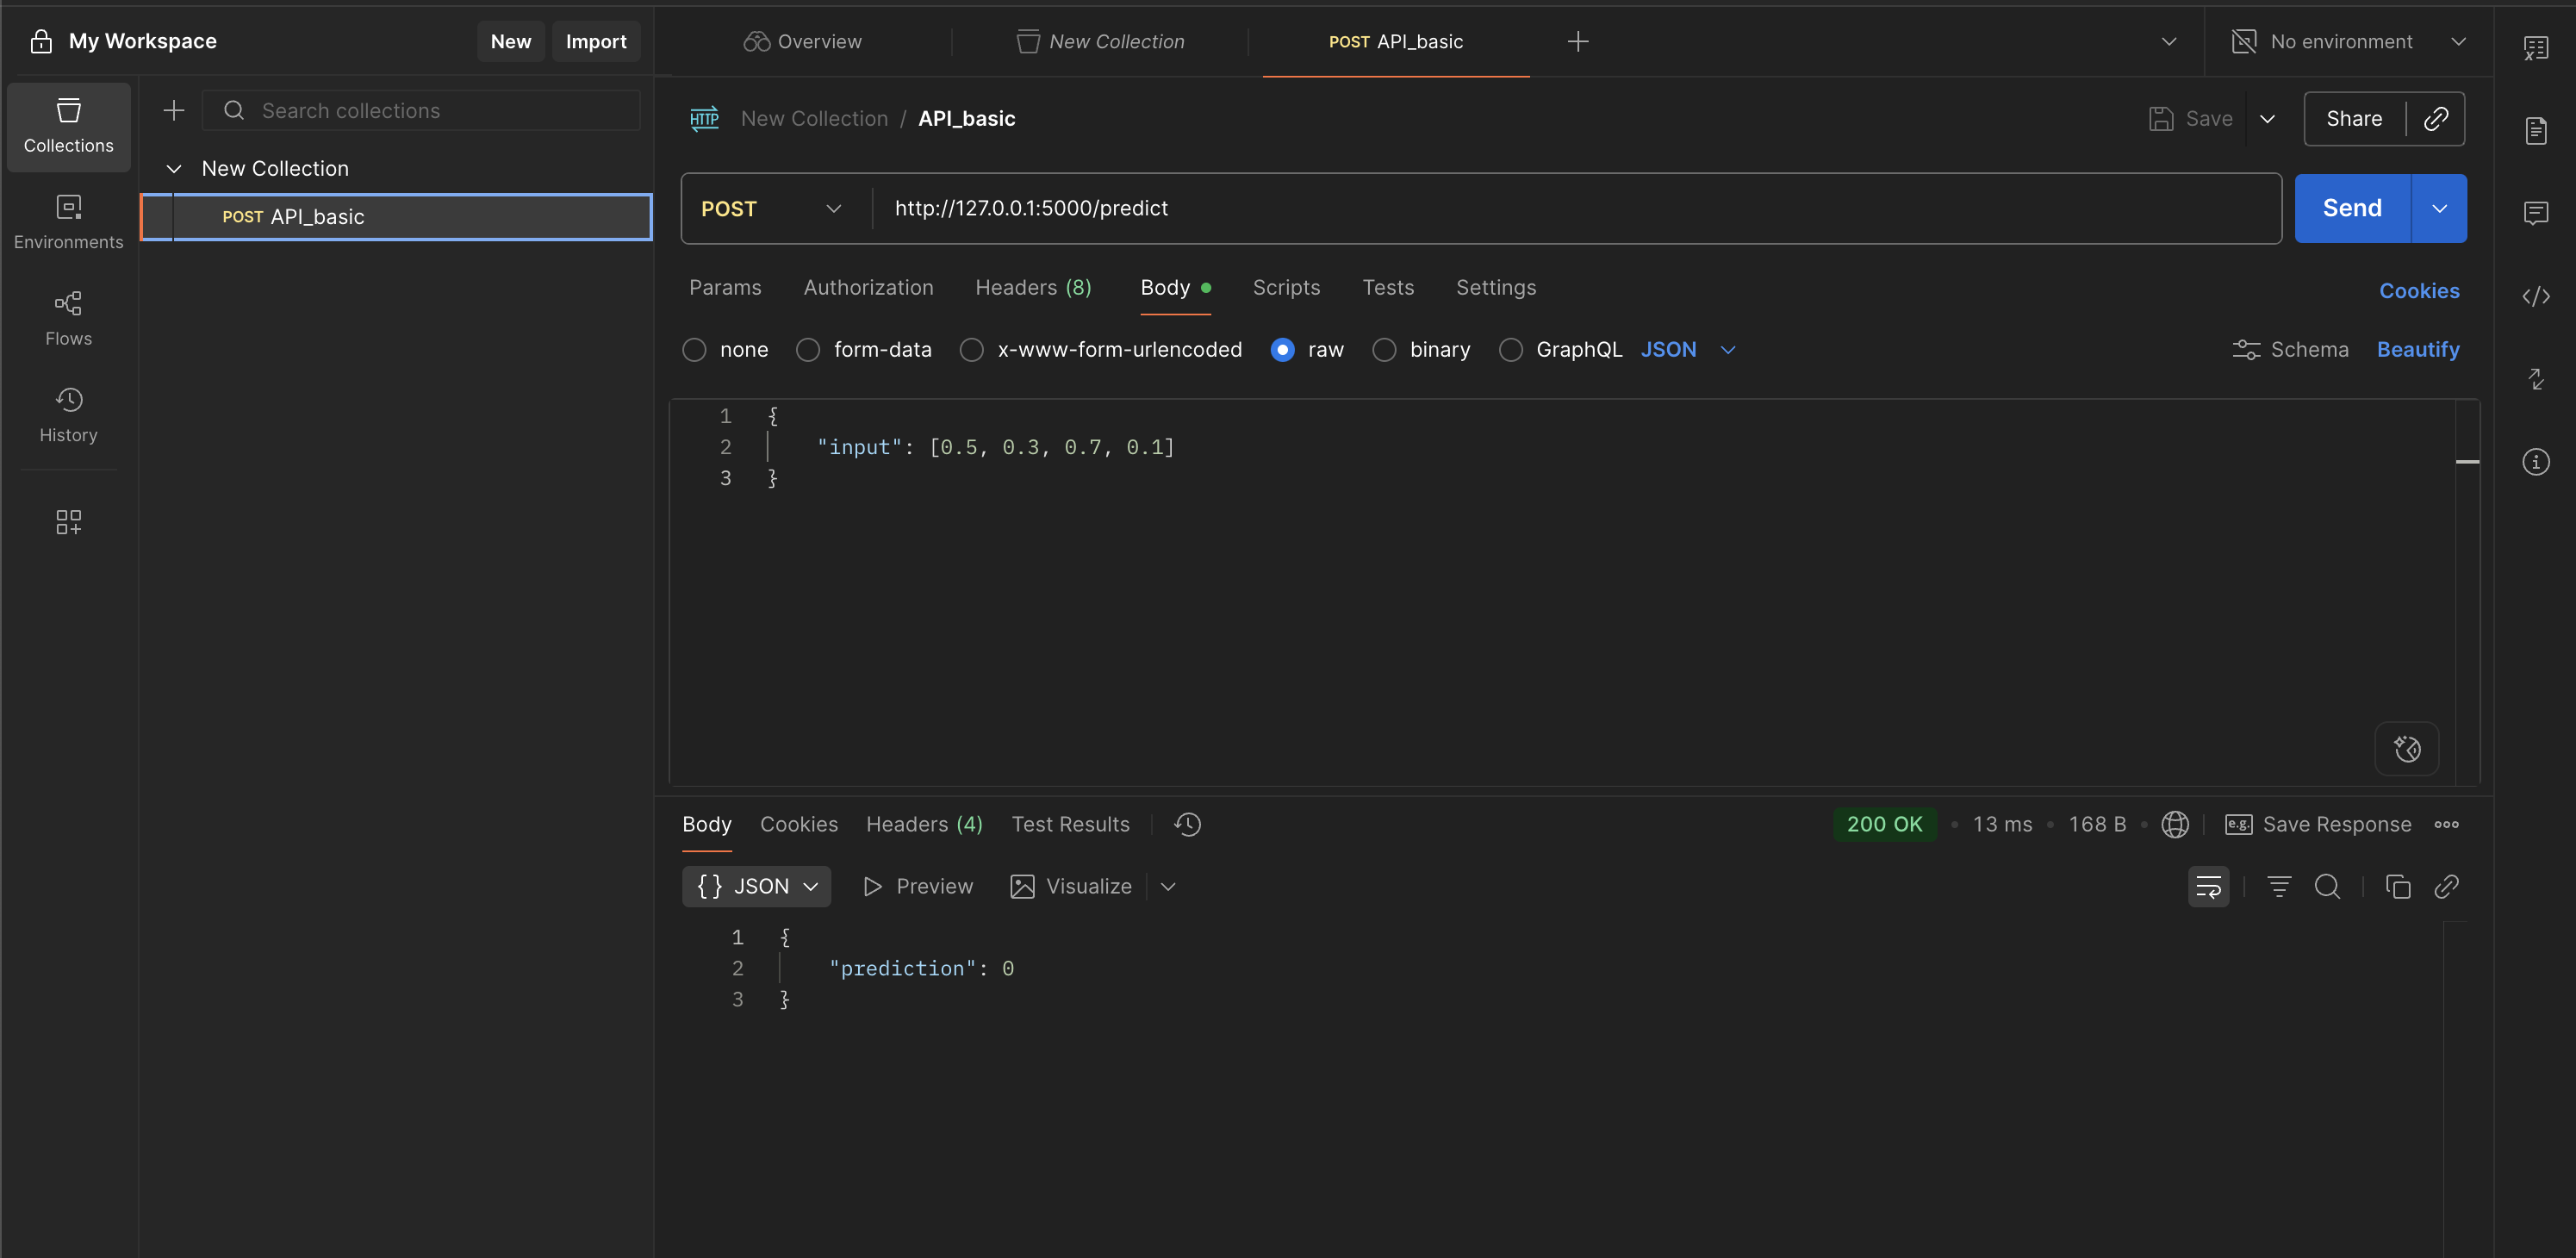 My Workspace
New
Import
Overview
New Collection
POST API_basic
No environment
Collections
Environments
Flows
History
Search collections
New Collection
POST API_basic
HTTP New Collection / API_basic
Save
Share
POST
http://127.0.0.1:5000/predict
Send
Params Authorization Headers (8) Body Scripts Tests Settings
Cookies
none form-data x-www-form-urlencoded raw binary GraphQL JSON
Schema Beautify
1 {
2 "input": [0.5, 0.3, 0.7, 0.1]
3 }
Body Cookies Headers (4) Test Results
200 OK • 13 ms • 168 B •
e.g. Save Response
{} JSON Preview Visualize
1 {
2 "prediction": 0
3 }